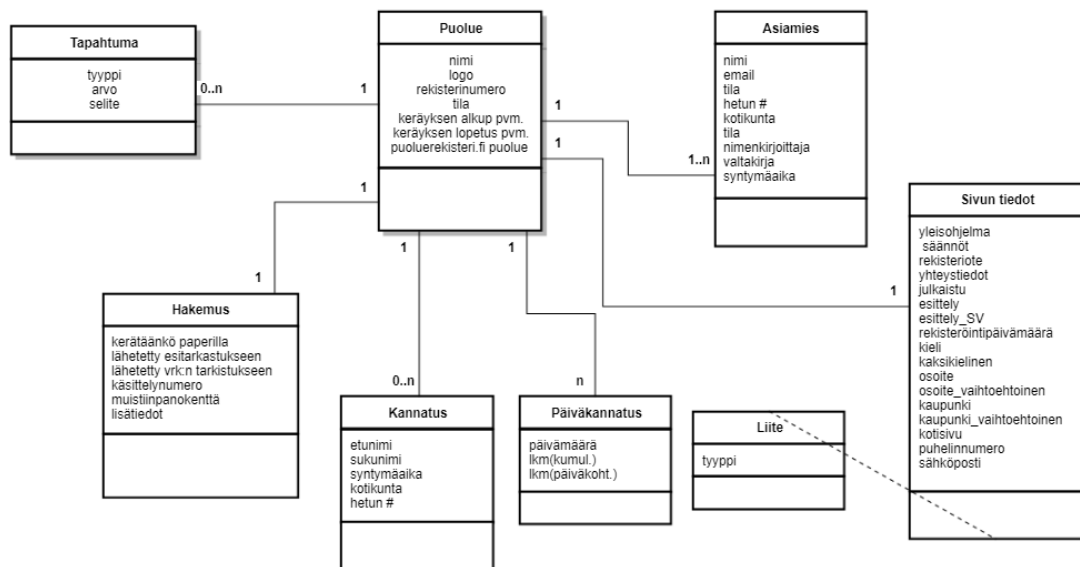 Tapahtuma
tyyppi
arvo
selite
0..n
1
Puolue
nimi
logo
rekisterinumero
tila
keräyksen alkup pvm.
keräyksen lopetus pvm.
puoluerekisteri.fi puolue
1
1..n
Asiamies
nimi
email
tila
hetun #
kotikunta
tila
nimenkirjoittaja
valtakirja
syntymäaika
1
1
Sivun tiedot
yleisohjelma
säännöt
rekisteriote
yhteystiedot
julkaistu
esittely
esittely_SV
rekisteröintipäivämäärä
kieli
kaksikielinen
osoite
osoite_vaihtoehtoinen
kaupunki
kaupunki_vaihtoehtoinen
kotisivu
puhelinnumero
sähköposti
1
1
Hakemus
kerätäänkö paperilla
lähetetty esitarkastukseen
lähetetty vrk:n tarkistukseen
käsittelynumero
muistiinpanokenttä
lisätiedot
1
0..n
Kannatus
etunimi
sukunimi
syntymäaika
kotikunta
hetun #
1
n
Päiväkannatus
päivämäärä
lkm(kumul.)
lkm(päiväkoht.)
Liite
tyyppi